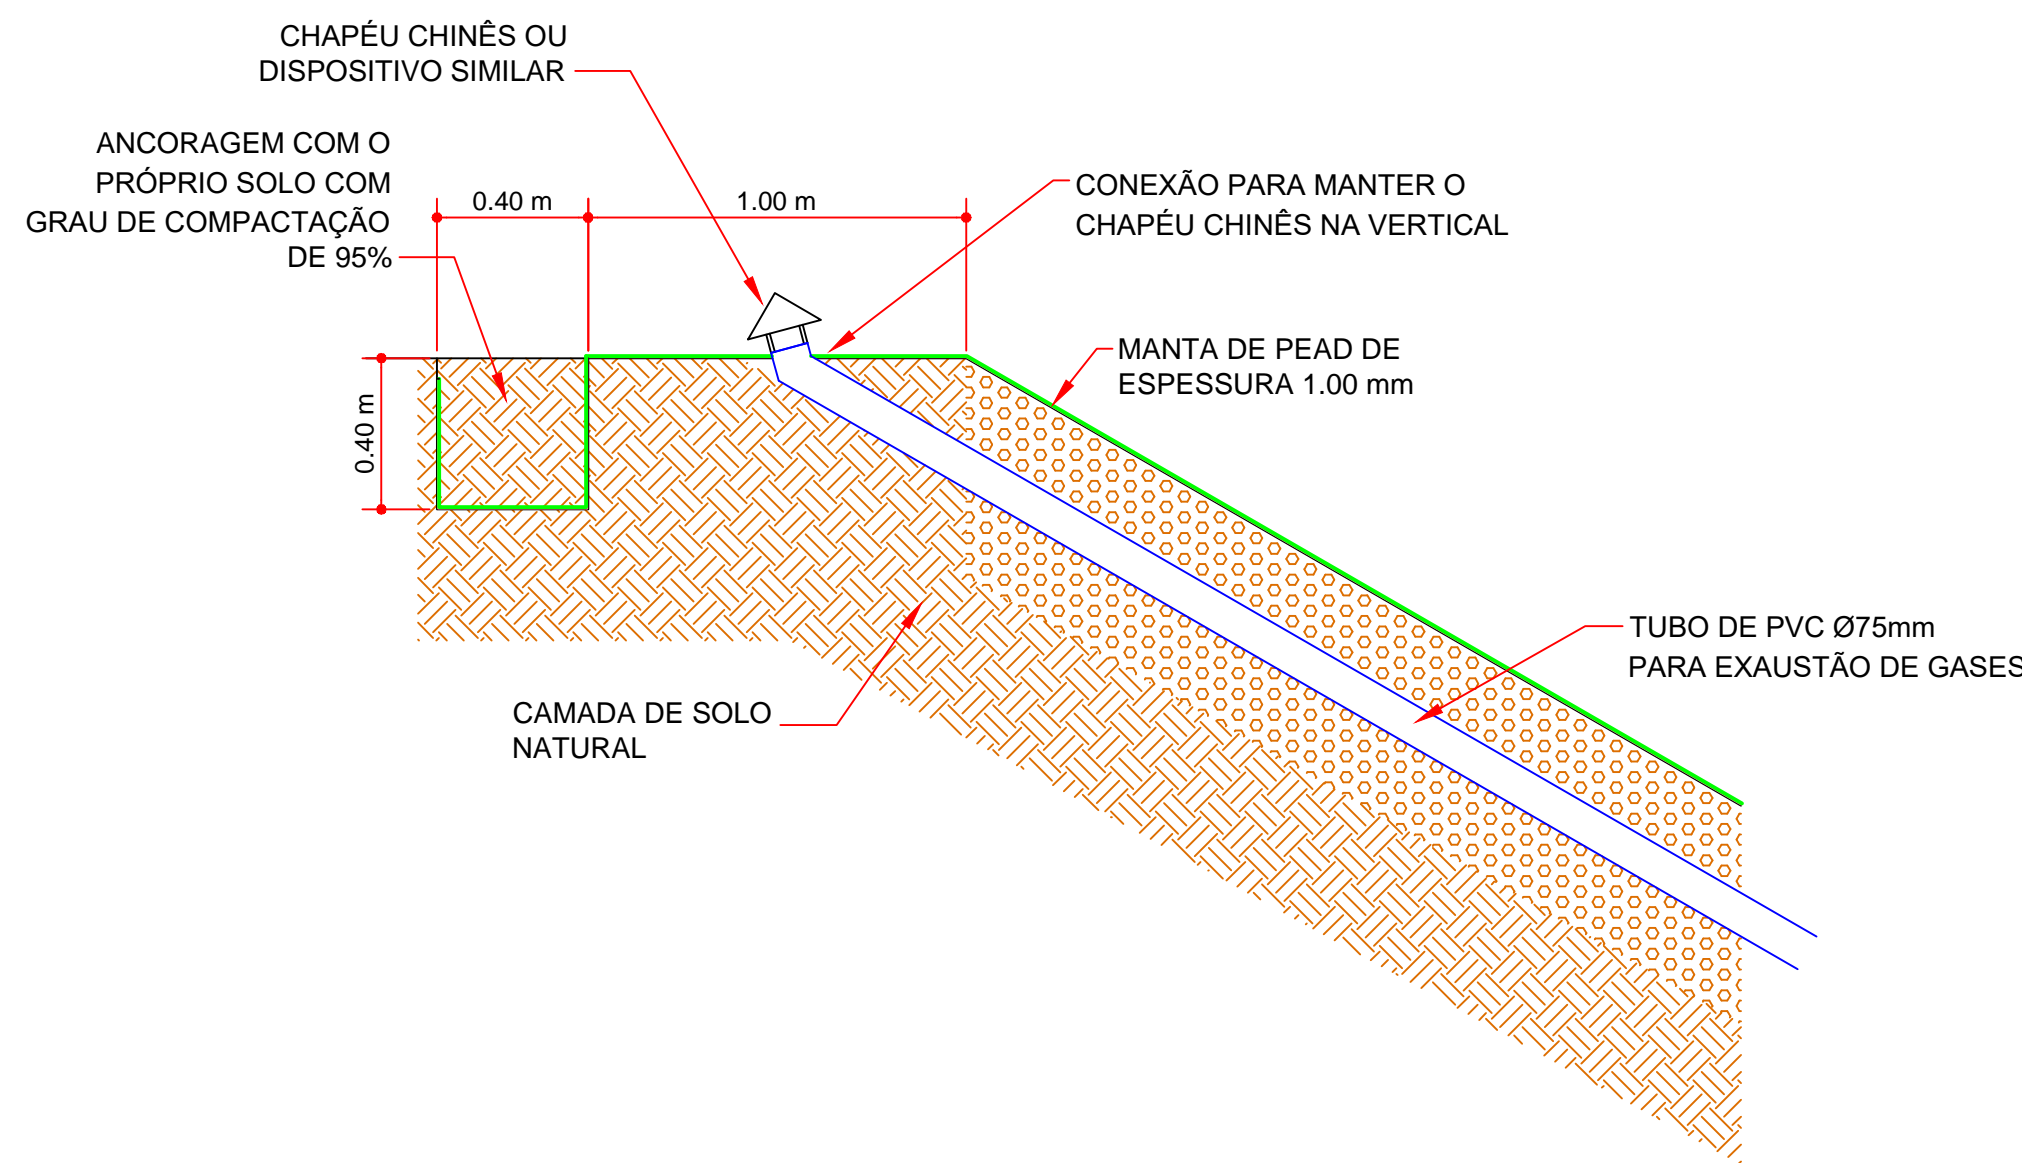 CHAPÉU CHINÊS OU
DISPOSITIVO SIMILAR
ANCORAGEM COM O
PRÓPRIO SOLO COM
GRAU DE COMPACTAÇÃO
DE 95%
0.40 m
1.00 m
CONEXÃO PARA MANTER O
CHAPÉU CHINÊS NA VERTICAL
MANTA DE PEAD DE
ESPESSURA 1.00 mm
0.40 m
TUBO DE PVC Ø75mm
PARA EXAUSTÃO DE GASES
CAMADA DE SOLO
NATURAL